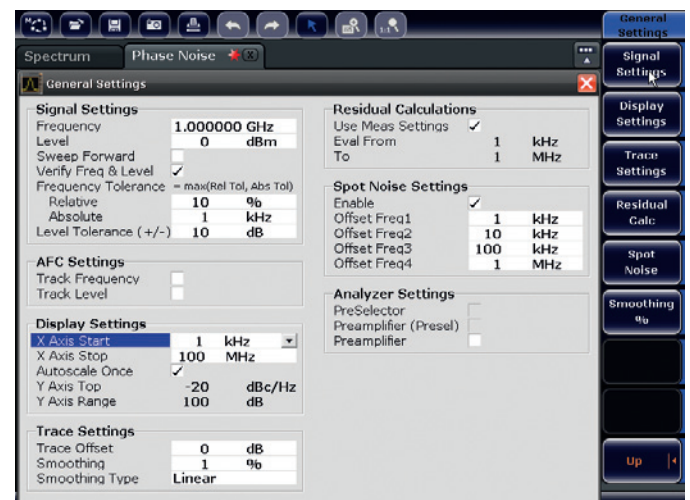 Spectrum
Phase Noise
General Settings
Signal Settings
Frequency 1.000000 GHz
Level 0 dBm
Sweep Forward
Verify Freq & Level
Frequency Tolerance = max(Rel Tol, Abs Tol)
Relative 10 %
Absolute 1 kHz
Level Tolerance (+/-) 10 dB
AFC Settings
Track Frequency
Track Level
Display Settings
X Axis Start 1 kHz
X Axis Stop 100 MHz
Autoscale Once
Y Axis Top -20 dBc/Hz
Y Axis Range 100 dB
Trace Settings
Trace Offset 0 dB
Smoothing 1 %
Smoothing Type Linear
Residual Calculations
Use Meas Settings
Eval From 1 kHz
To 1 MHz
Spot Noise Settings
Enable
Offset Freq1 1 kHz
Offset Freq2 10 kHz
Offset Freq3 100 kHz
Offset Freq4 1 MHz
Analyzer Settings
PreSelector
Preamplifier (Presel)
Preamplifier
General
Settings
Signal
Settings
Display
Settings
Trace
Settings
Residual
Calc
Spot
Noise
Smoothing
%
Up